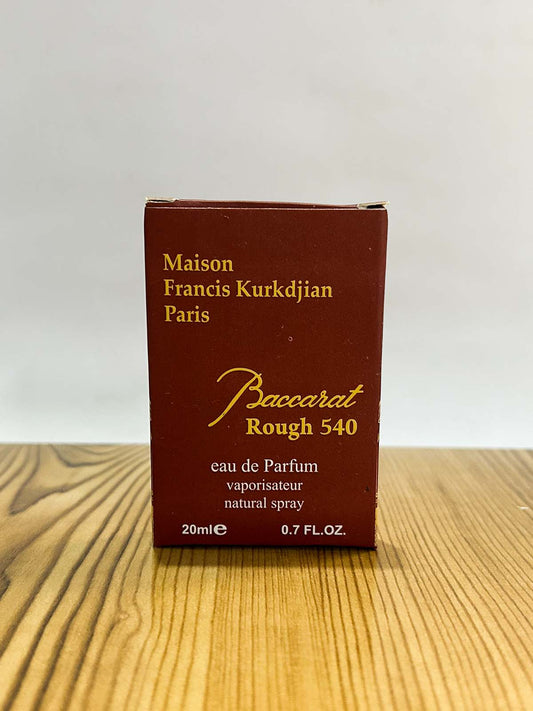 Maison
Francis Kurkdjian
Paris
Baccarat
Rough 540
eau de Parfum
vaporisateur
natural spray
20ml℮ 0.7 FL.OZ.